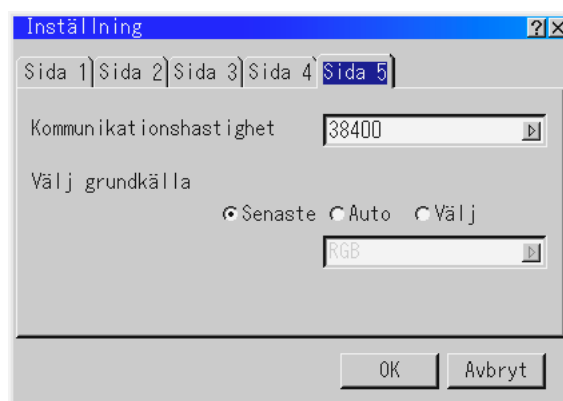 Inställning
Sida 1 Sida 2 Sida 3 Sida 4 Sida 5
Kommunikationshastighet 38400
Välj grundkälla
Senaste Auto Välj
RGB
OK Avbryt